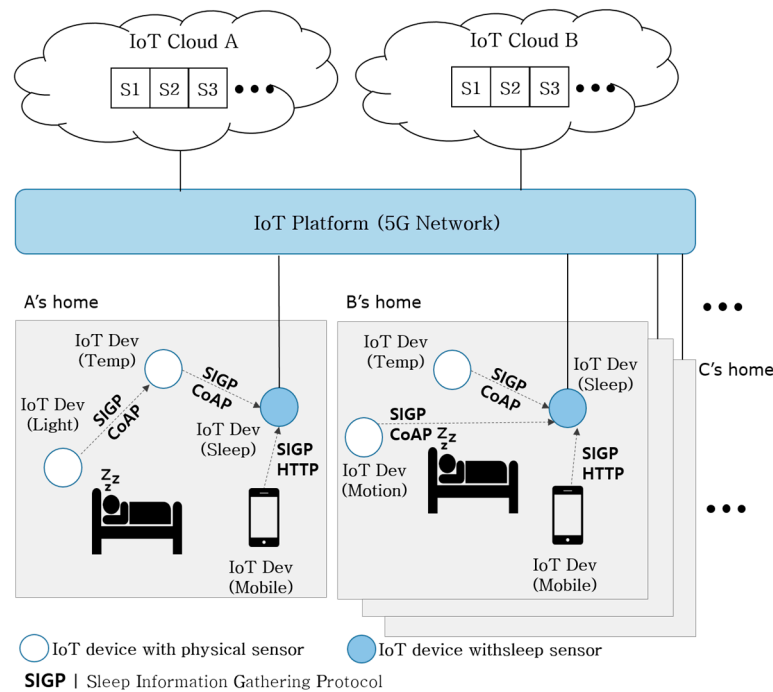 IoT Cloud A
S1 S2 S3 •••
IoT Cloud B
S1 S2 S3 •••
IoT Platform (5G Network)
A's home
IoT Dev
(Temp)
SIGP
CoAP
IoT Dev
(Light)
SIGP
CoAP
IoT Dev
(Sleep)
SIGP
HTTP
Zzz
IoT Dev
(Mobile)
B's home
IoT Dev
(Temp)
SIGP
CoAP
IoT Dev
(Sleep)
SIGP
CoAP
IoT Dev
(Motion)
Zzz
SIGP
HTTP
IoT Dev
(Mobile)
•••
C's home
•••
IoT device with physical sensor
IoT device withsleep sensor
SIGP | Sleep Information Gathering Protocol